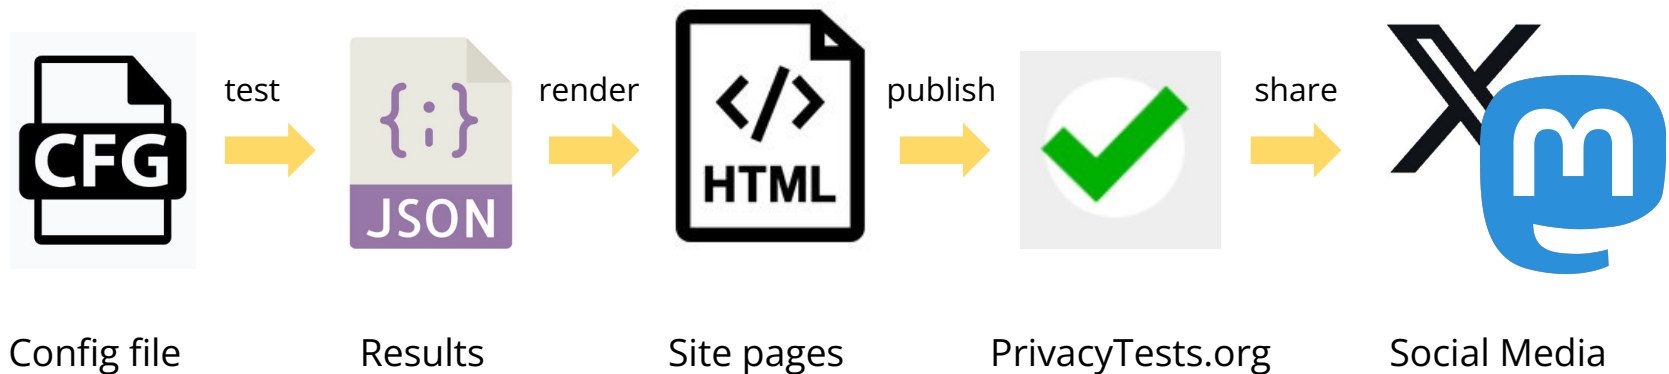 test
render
publish
share
CFG
{;}
JSON
</>
HTML
X
m
Config file
Results
Site pages
PrivacyTests.org
Social Media